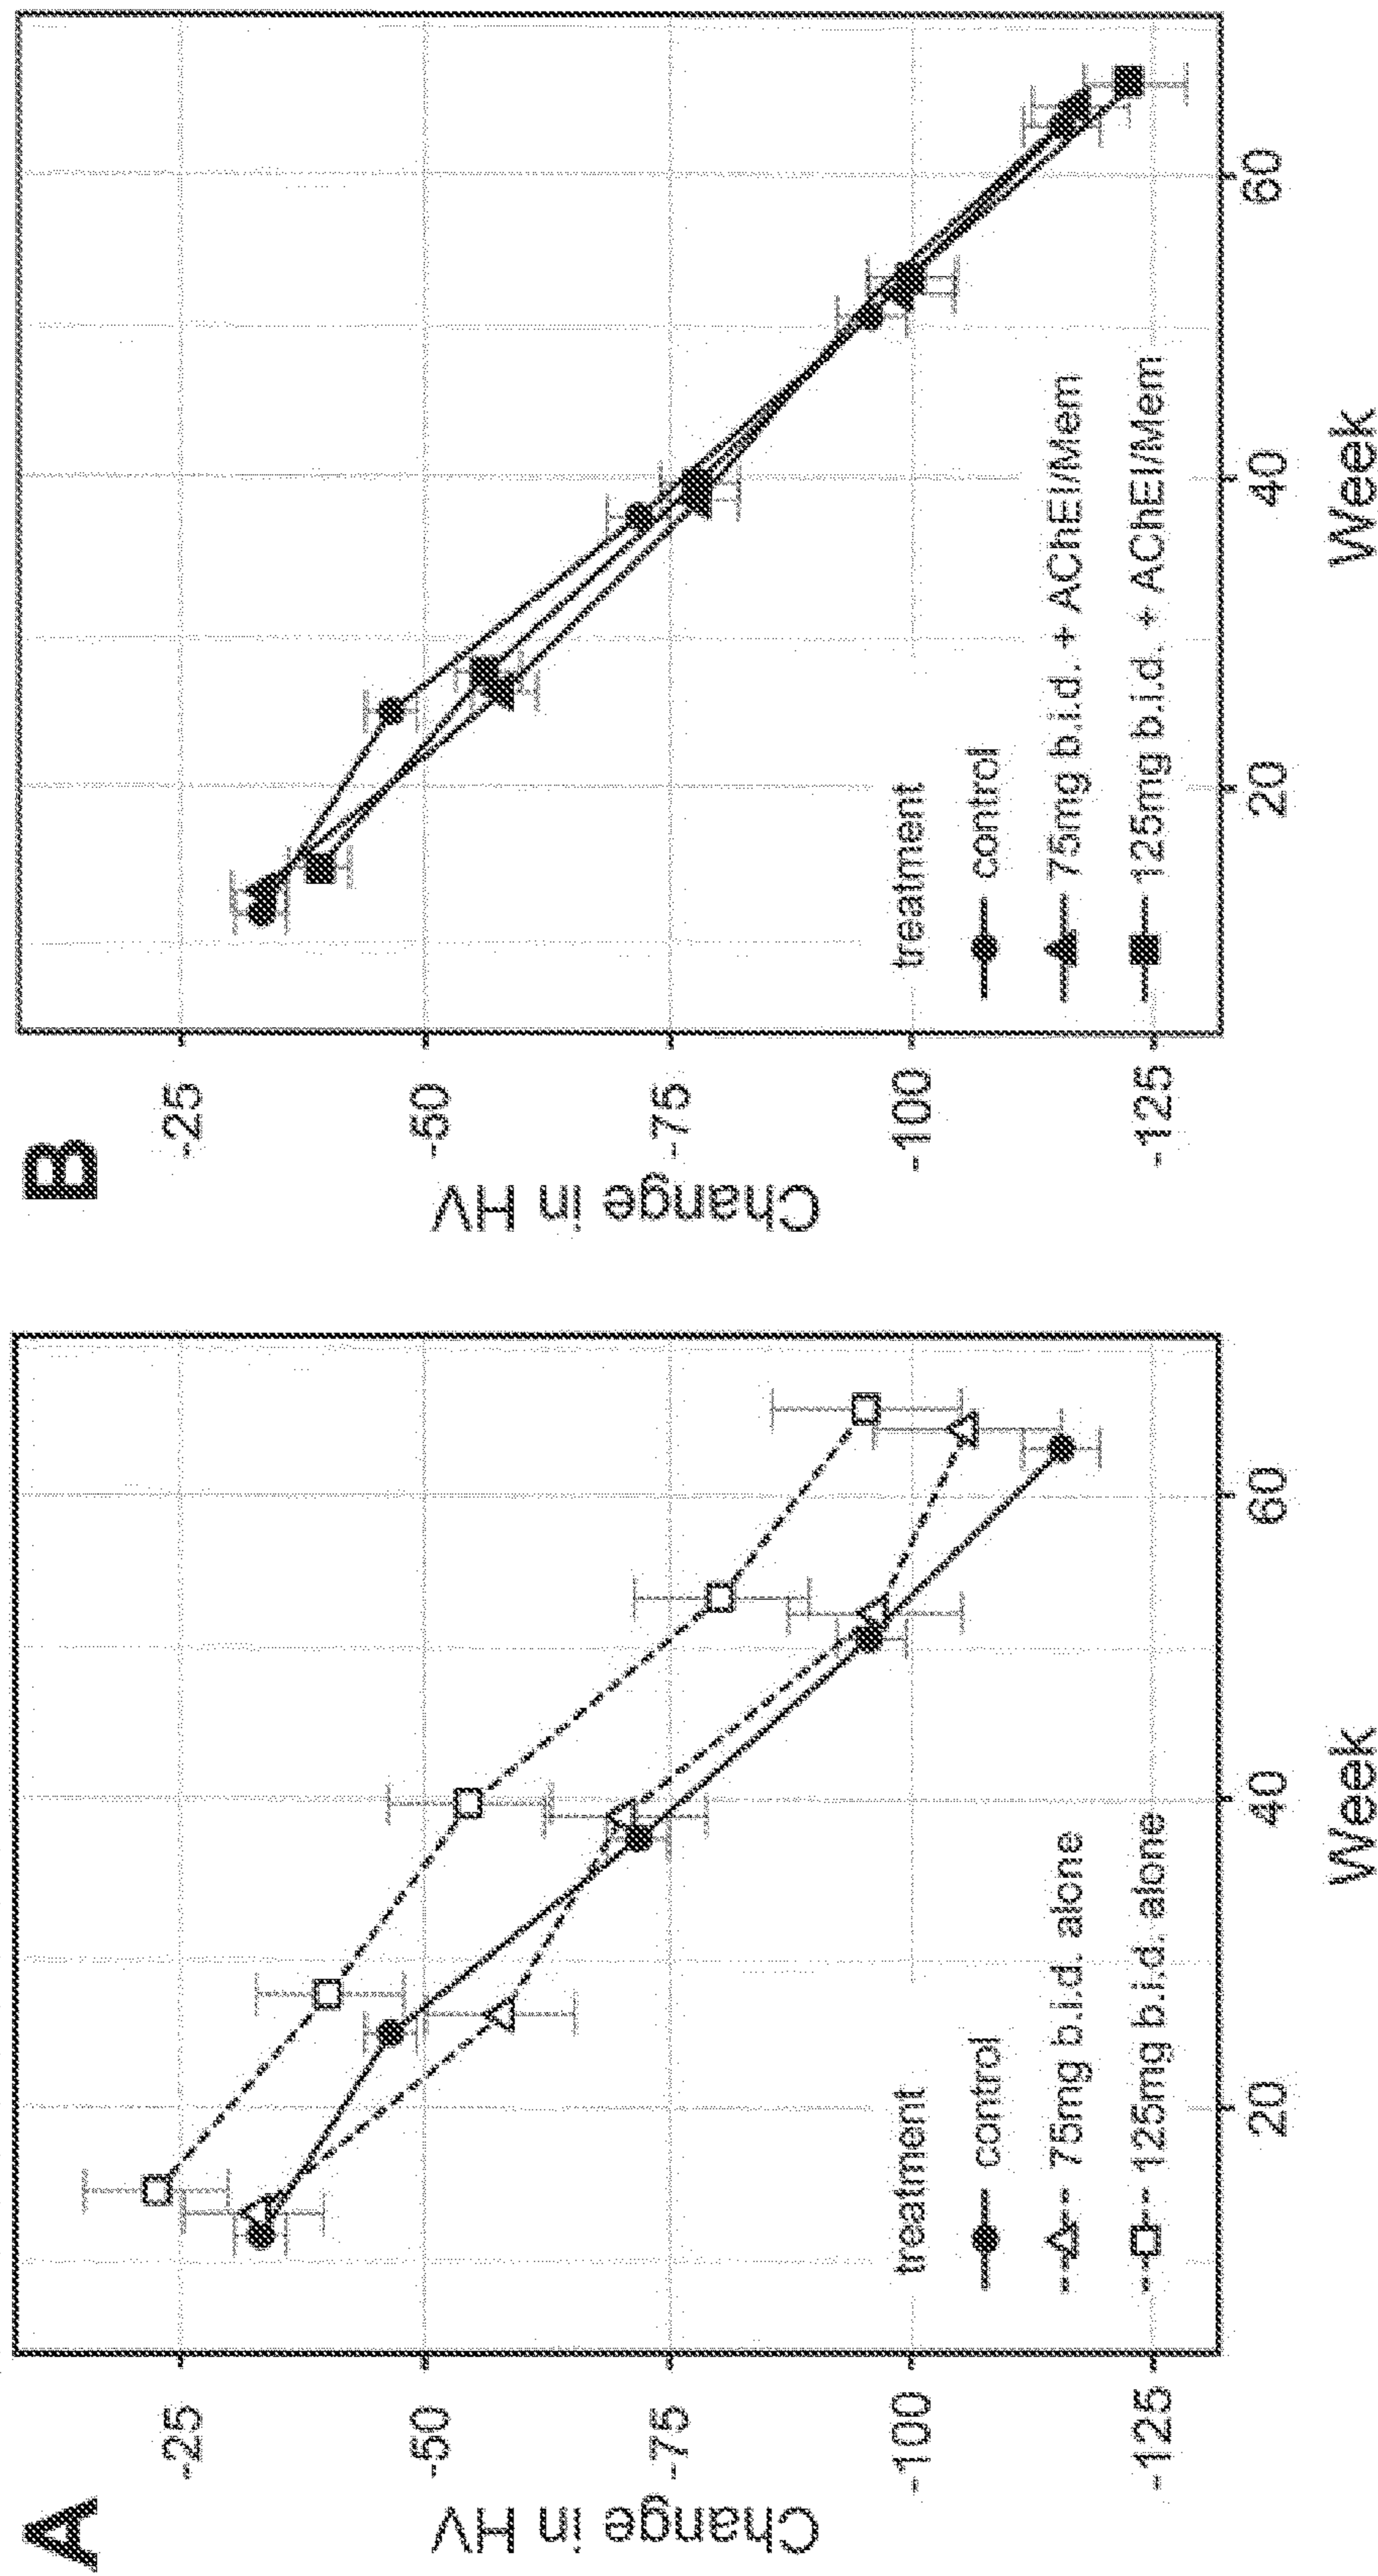 A
Change in HV
-25
-50
-75
-100
-125
treatment
control
75mg b.i.d. alone
125mg b.i.d. alone
20
40
60
Week
B
Change in HV
-25
-50
-75
-100
-125
treatment
control
75mg b.i.d. + AChEI/Mem
125mg b.i.d. + AChEI/Mem
20
40
60
Week